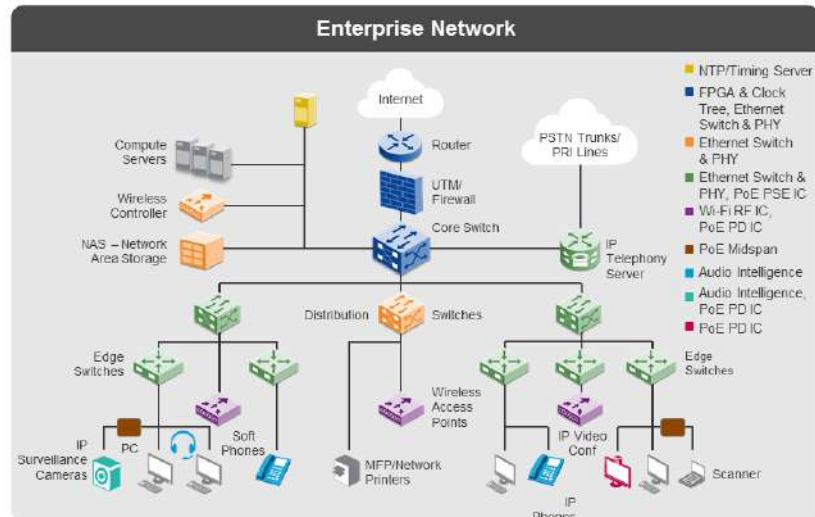 Enterprise Network
Internet
NTP/Timing Server
FPGA & Clock
Tree, Ethernet
Switch & PHY
Ethernet Switch
& PHY
Ethernet Switch &
PHY, PoE PSE IC
Wi-Fi RF IC,
PoE PD IC
PoE Midspan
Audio Intelligence
Audio Intelligence,
PoE PD IC
PoE PD IC
PSTN Trunks/
PRI Lines
Compute
Servers
Router
Wireless
Controller
UTM/
Firewall
Core Switch
NAS – Network
Area Storage
IP
Telephony
Server
Distribution
Switches
Edge
Switches
Edge
Switches
Wireless
Access
Points
IP
Surveillance
Cameras
PC
Soft
Phones
MFP/Network
Printers
IP Video
Conf
Scanner
IP
Phones